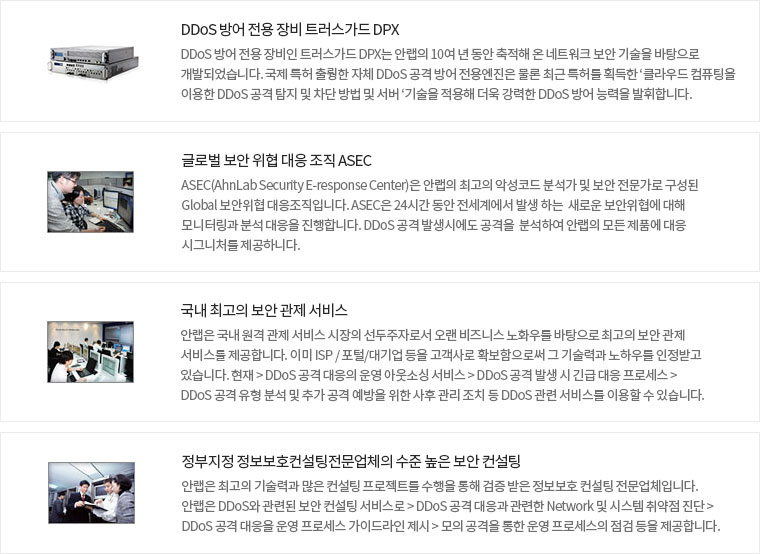 DDoS 방어 전용 장비 트러스가드 DPX
DDoS 방어 전용 장비인 트러스가드 DPX는 안랩의 10여 년 동안 축적해 온 네트워크 보안 기술을 바탕으로
개발되었습니다. 국제 특허 출원한 자체 DDoS 공격 방어 전용엔진은 물론 최근 특허를 획득한 ‘클라우드 컴퓨팅을
이용한 DDoS 공격 탐지 및 차단 방법 및 서버 ‘기술을 적용해 더욱 강력한 DDoS 방어 능력을 발휘합니다.
글로벌 보안 위협 대응 조직 ASEC
ASEC(AhnLab Security E-response Center)은 안랩의 최고의 악성코드 분석가 및 보안 전문가로 구성된
Global 보안위협 대응조직입니다. ASEC은 24시간 동안 전세계에서 발생 하는 새로운 보안위협에 대해
모니터링과 분석 대응을 진행합니다. DDoS 공격 발생시에도 공격을 분석하여 안랩의 모든 제품에 대응
시그니처를 제공하니다.
국내 최고의 보안 관제 서비스
안랩은 국내 원격 관제 서비스 시장의 선두주자로서 오랜 비즈니스 노화우를 바탕으로 최고의 보안 관제
서비스를 제공합니다. 이미 ISP / 포털/대기업 등을 고객사로 확보함으로써 그 기술력과 노하우를 인정받고
있습니다. 현재 > DDoS 공격 대응의 운영 아웃소싱 서비스 > DDoS 공격 발생 시 긴급 대응 프로세스 >
DDoS 공격 유형 분석 및 추가 공격 예방을 위한 사후 관리 조치 등 DDoS 관련 서비스를 이용할 수 있습니다.
정부지정 정보보호컨설팅전문업체의 수준 높은 보안 컨설팅
안랩은 최고의 기술력과 많은 컨설팅 프로젝트를 수행을 통해 검증 받은 정보보호 컨설팅 전문업체입니다.
안랩은 DDoS와 관련된 보안 컨설팅 서비스로 > DDoS 공격 대응과 관련한 Network 및 시스템 취약점 진단 >
DDoS 공격 대응을 운영 프로세스 가이드라인 제시 > 모의 공격을 통한 운영 프로세스의 점검 등을 제공합니다.